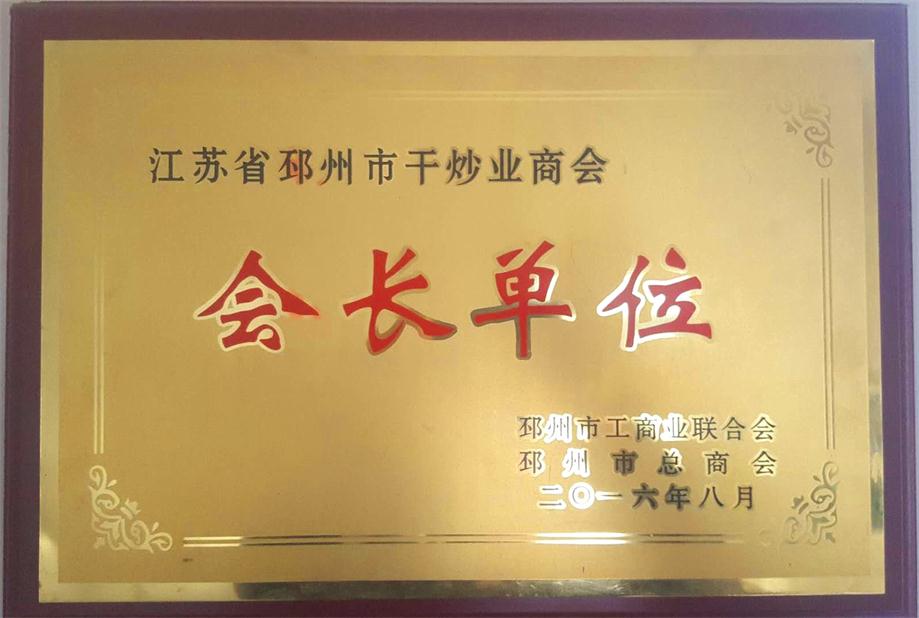 江苏省邳州市干炒业商会
会长单位
邳州市工商业联合会
邳州市总商会
二〇一六年八月